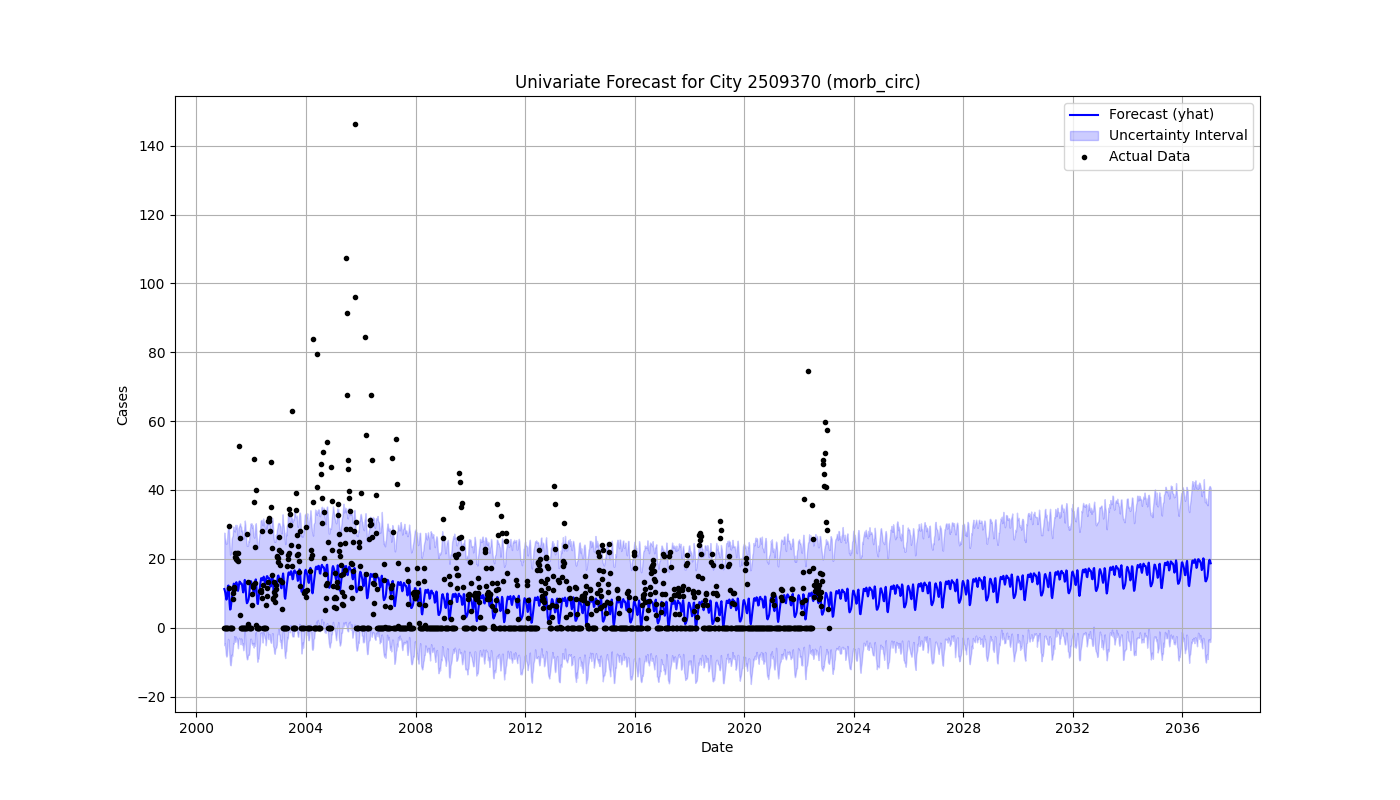 Univariate Forecast for City 2509370 (morb_circ)
Forecast (yhat)
Uncertainty Interval
Actual Data
Cases
140
120
100
80
60
40
20
0
−20
2000 2004 2008 2012 2016 2020 2024 2028 2032 2036
Date